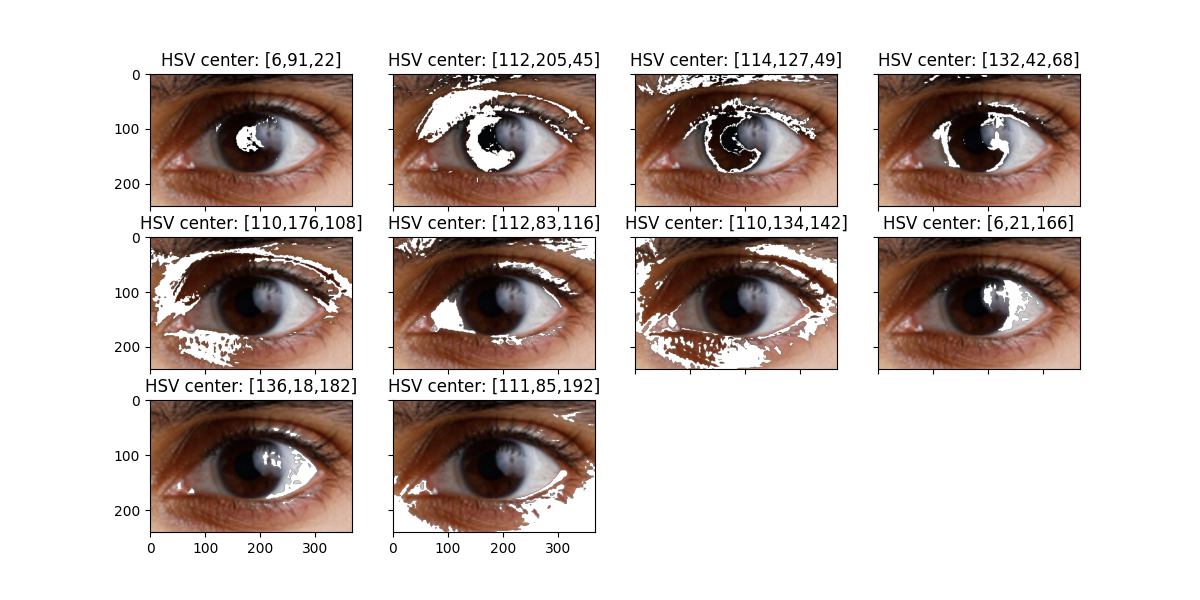 HSV center: [6,91,22] HSV center: [112,205,45] HSV center: [114,127,49] HSV center: [132,42,68]
0
100
200
HSV center: [110,176,108] HSV center: [112,83,116] HSV center: [110,134,142] HSV center: [6,21,166]
0
100
200
HSV center: [136,18,182] HSV center: [111,85,192]
0
100
200
0 100 200 300 0 100 200 300